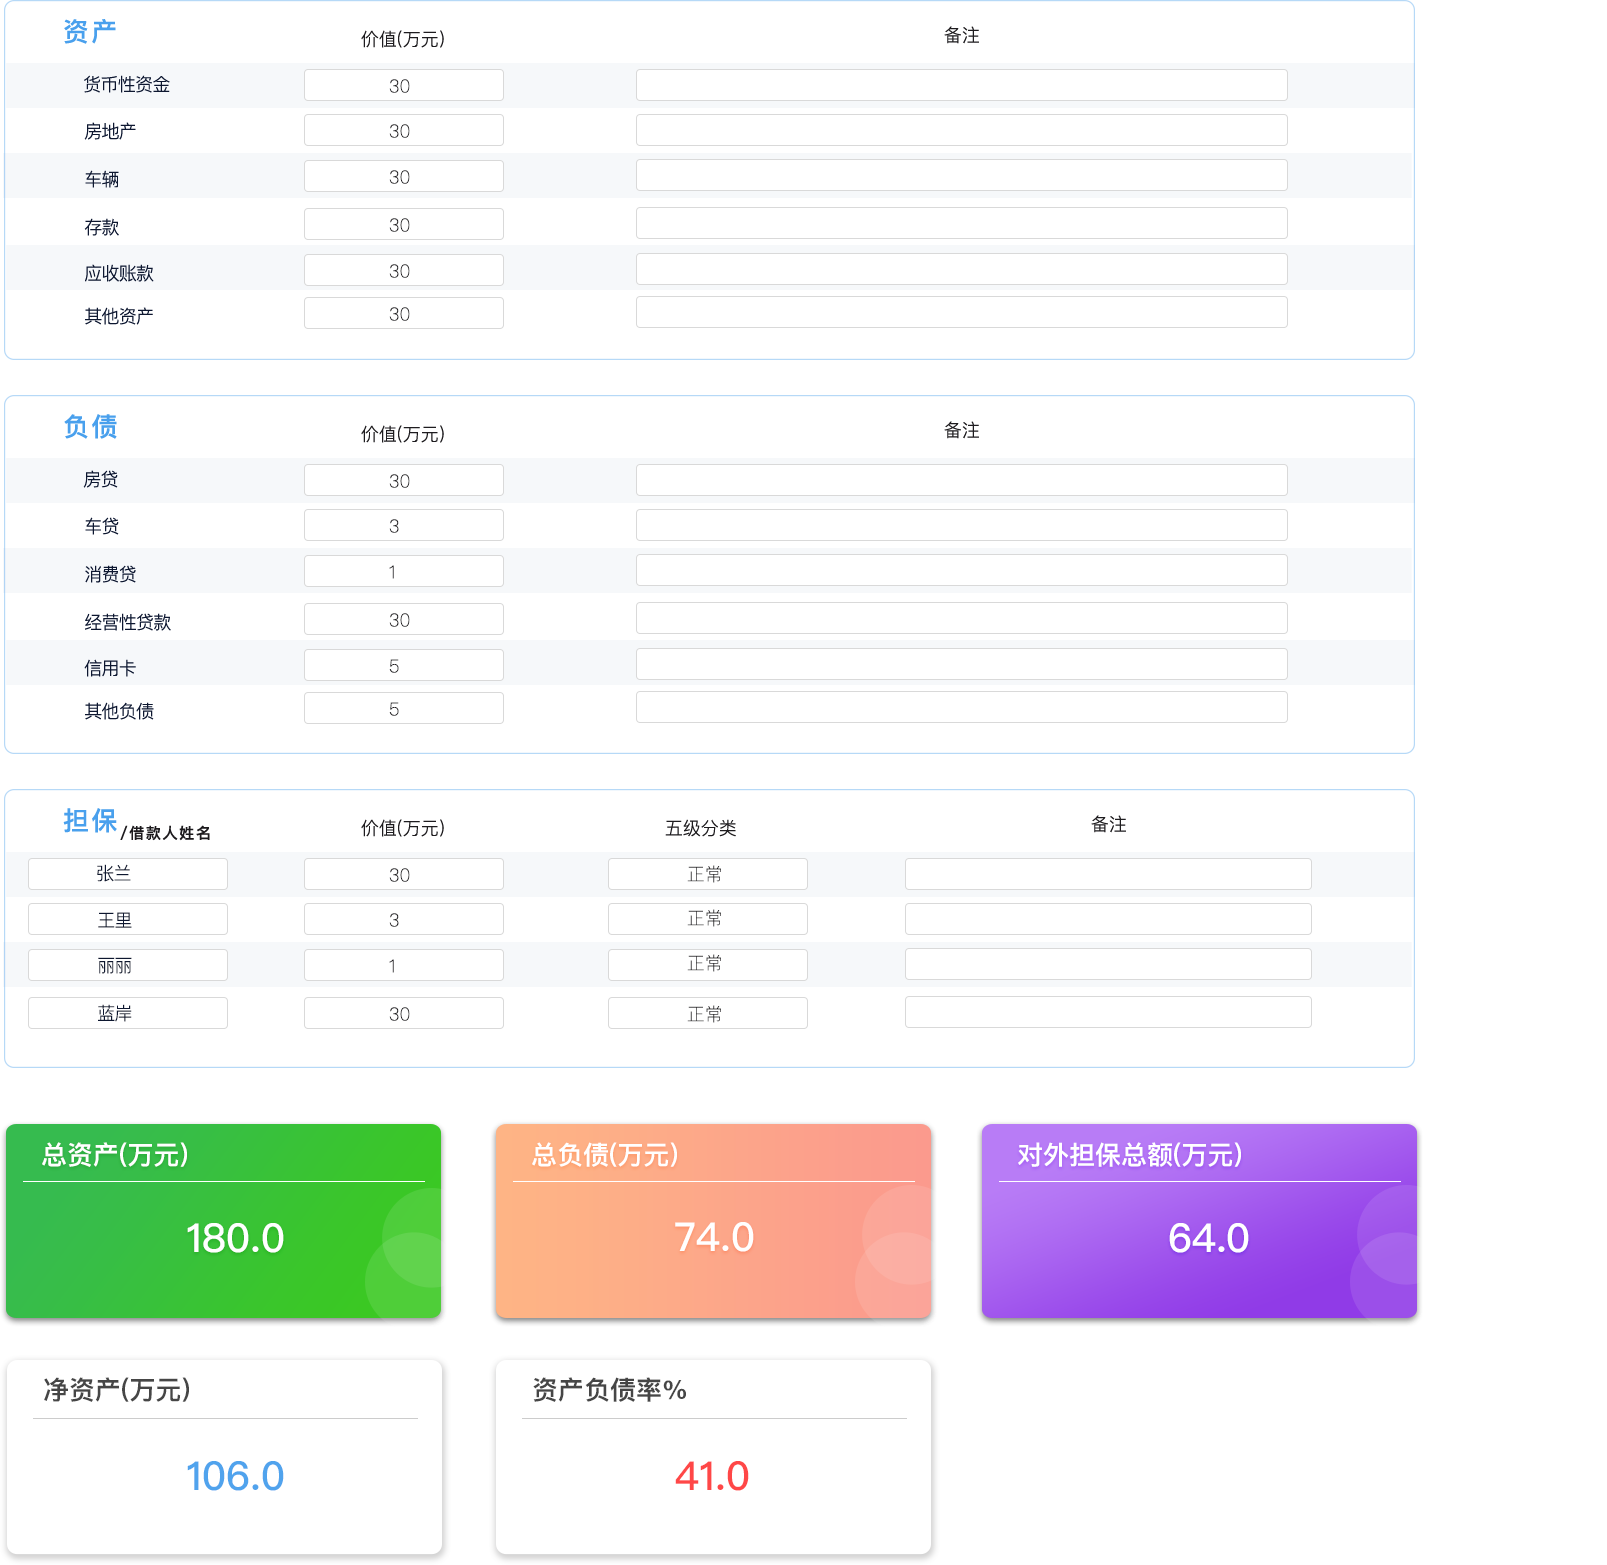 资产 价值(万元) 备注
货币性资金 30
房地产 30
车辆 30
存款 30
应收账款 30
其他资产 30
负债 价值(万元) 备注
房贷 30
车贷 3
消费贷 1
经营性贷款 30
信用卡 5
其他负债 5
担保/借款人姓名 价值(万元) 五级分类 备注
张兰 30 正常
王里 3 正常
丽丽 1 正常
蓝岸 30 正常
总资产(万元) 总负债(万元) 对外担保总额(万元)
180.0 74.0 64.0
净资产(万元) 资产负债率%
106.0 41.0